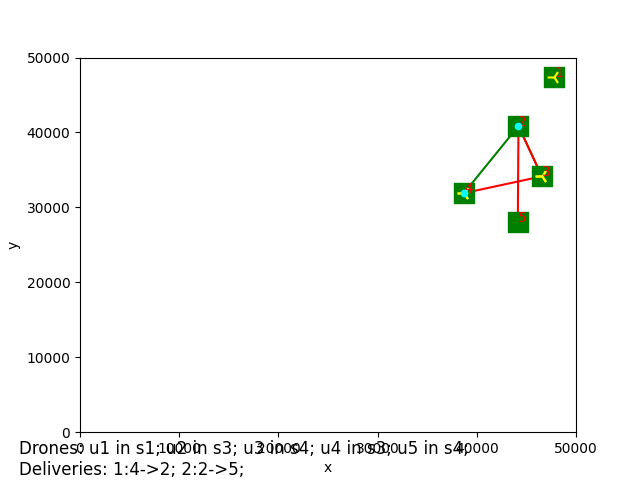 50000
40000
30000
20000
10000
0
y
0 10000 20000 30000 40000 50000
x
Drones: u1 in s1; u2 in s3; u3 in s4; u4 in s3; u5 in s4;
Deliveries: 1:4->2; 2:2->5;